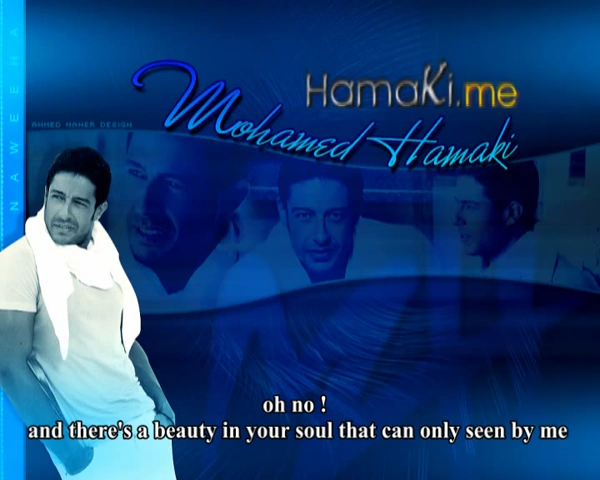 HamaKi.me
Mohamed Hamaki
AHMED MAHER DESIGN
NAWEEHA
oh no !
and there's a beauty in your soul that can only seen by me